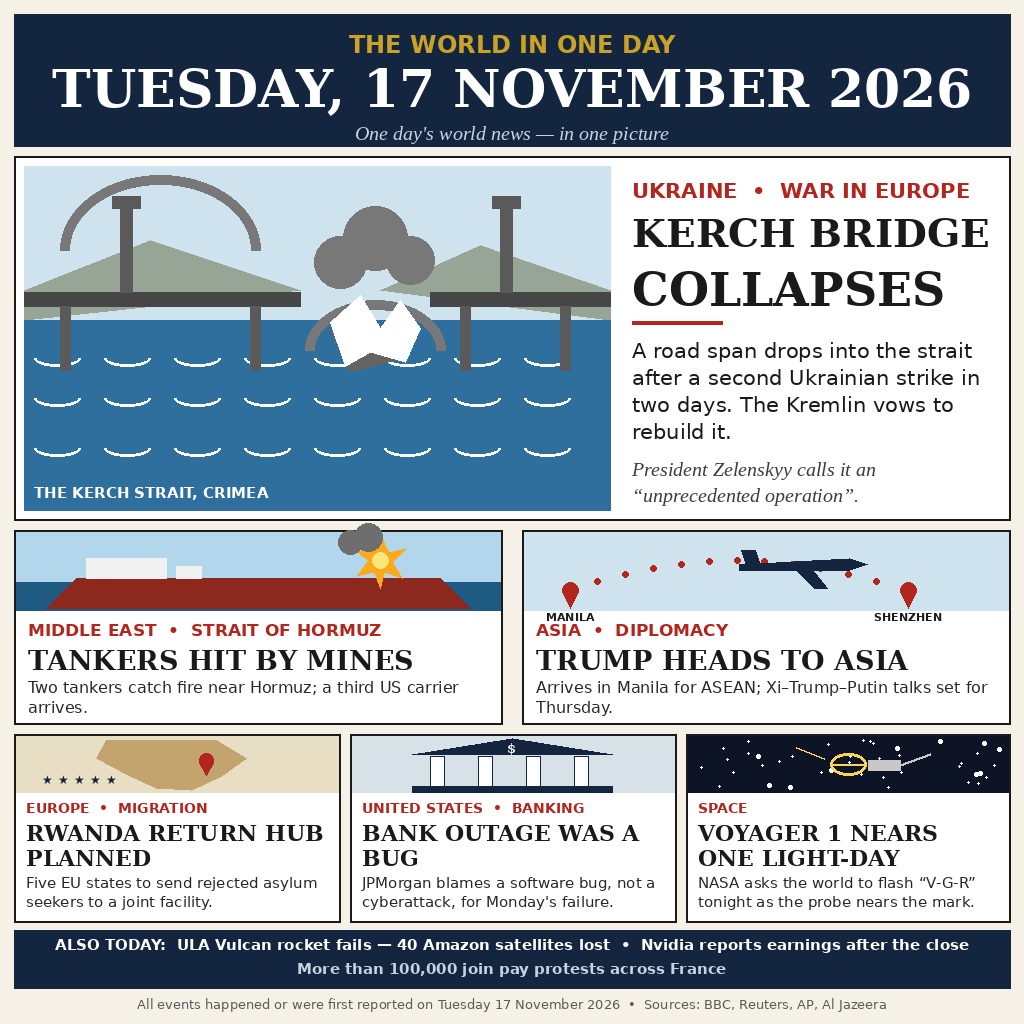 THE WORLD IN ONE DAY
TUESDAY, 17 NOVEMBER 2026
One day's world news — in one picture
UKRAINE • WAR IN EUROPE
KERCH BRIDGE
COLLAPSES
A road span drops into the strait
after a second Ukrainian strike in
two days. The Kremlin vows to
rebuild it.
President Zelenskyy calls it an
“unprecedented operation”.
THE KERCH STRAIT, CRIMEA
MIDDLE EAST • STRAIT OF HORMUZ
TANKERS HIT BY MINES
Two tankers catch fire near Hormuz; a third US carrier
arrives.
MANILA
SHENZHEN
ASIA • DIPLOMACY
TRUMP HEADS TO ASIA
Arrives in Manila for ASEAN; Xi–Trump–Putin talks set for
Thursday.
EUROPE • MIGRATION
RWANDA RETURN HUB
PLANNED
Five EU states to send rejected asylum
seekers to a joint facility.
$
UNITED STATES • BANKING
BANK OUTAGE WAS A
BUG
JPMorgan blames a software bug, not a
cyberattack, for Monday's failure.
SPACE
VOYAGER 1 NEARS
ONE LIGHT-DAY
NASA asks the world to flash “V-G-R”
tonight as the probe nears the mark.
ALSO TODAY: ULA Vulcan rocket fails — 40 Amazon satellites lost • Nvidia reports earnings after the close
More than 100,000 join pay protests across France
All events happened or were first reported on Tuesday 17 November 2026 • Sources: BBC, Reuters, AP, Al Jazeera